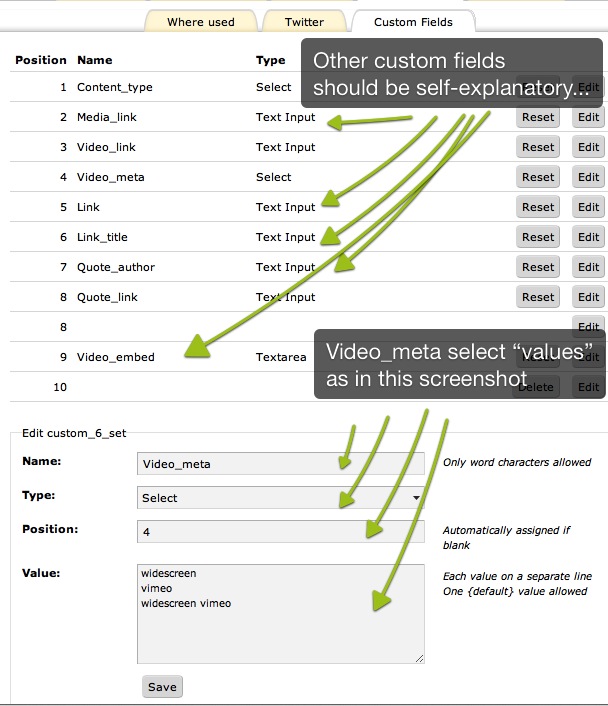 Where used Twitter Custom Fields
Position Name Type
Other custom fields
should be self-explanatory...
1 Content_type Select Reset Edit
2 Media_link Text Input Reset Edit
3 Video_link Text Input Reset Edit
4 Video_meta Select Reset Edit
5 Link Text Input Reset Edit
6 Link_title Text Input Reset Edit
7 Quote_author Text Input Reset Edit
8 Quote_link Text Input Reset Edit
8 Edit
9 Video_embed Textarea Reset Edit
Video_meta select “values”
as in this screenshot
10 Delete Edit
Edit custom_6_set
Name: Video_meta Only word characters allowed
Type: Select
Position: 4 Automatically assigned if
blank
Value: widescreen Each value on a separate line
vimeo One {default} value allowed
widescreen vimeo
Save